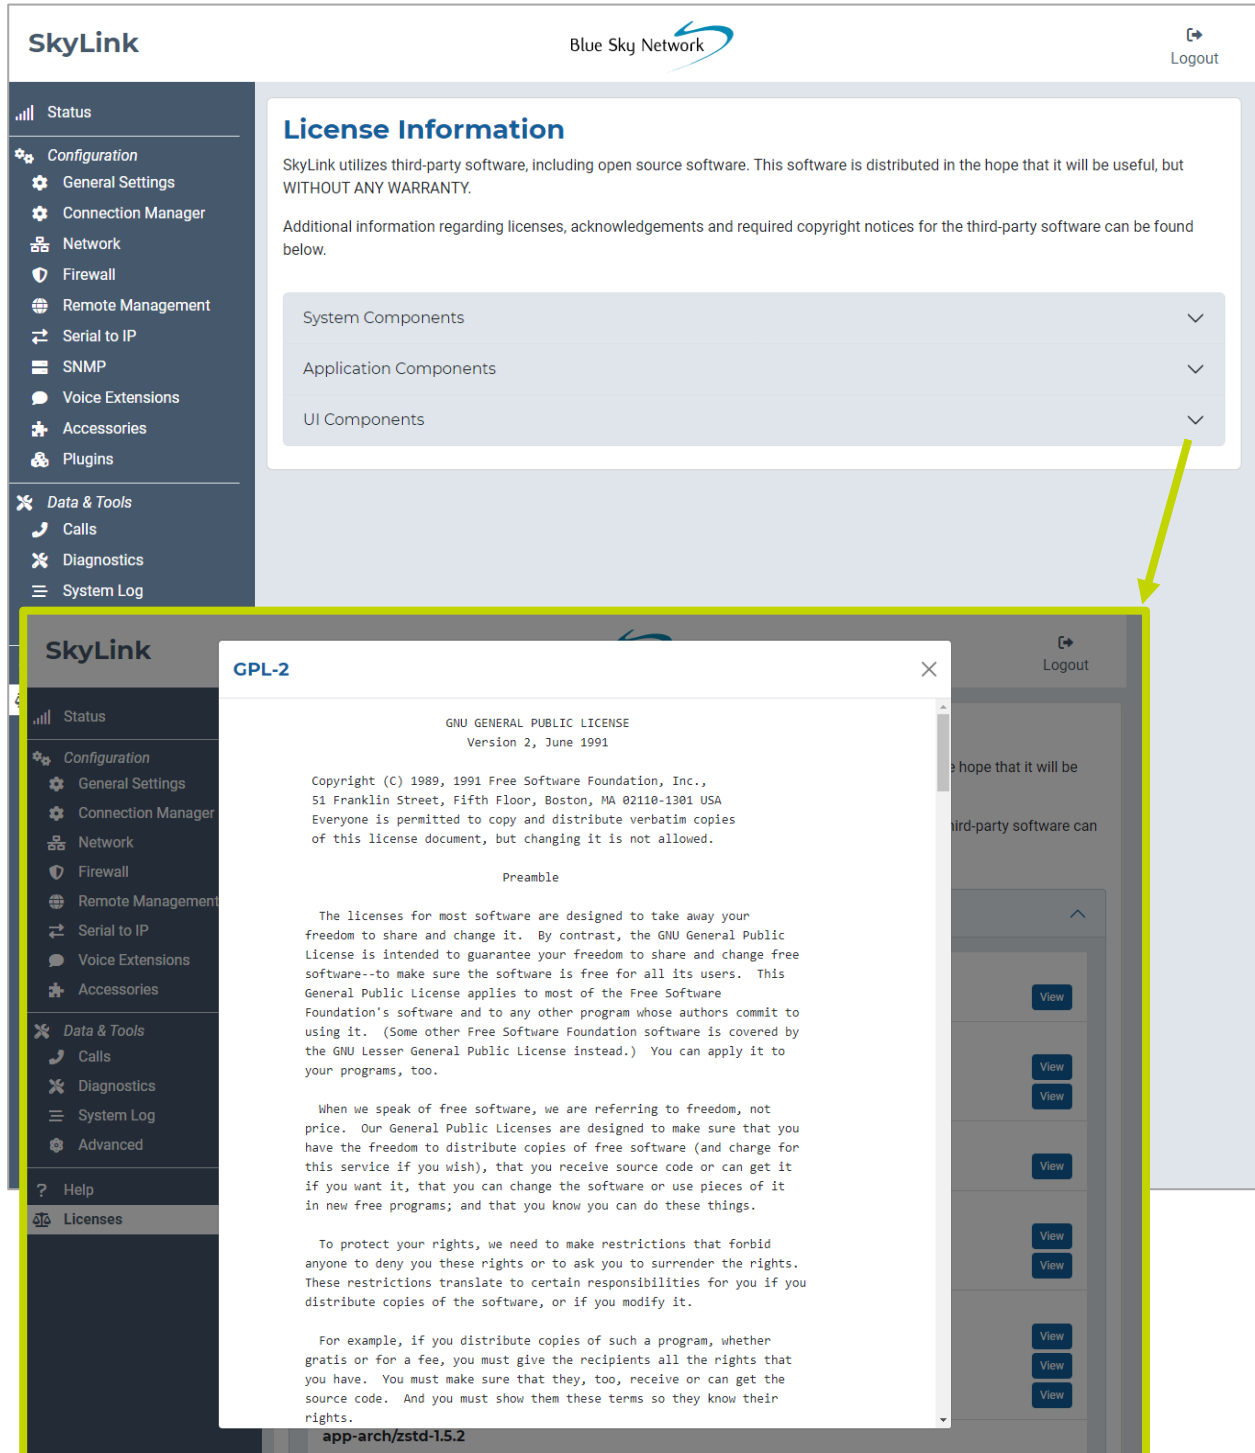 SkyLink
Blue Sky Network
Logout
Status
Configuration
General Settings
Connection Manager
Network
Firewall
Remote Management
Serial to IP
SNMP
Voice Extensions
Accessories
Plugins
Data & Tools
Calls
Diagnostics
System Log
License Information
SkyLink utilizes third-party software, including open source software. This software is distributed in the hope that it will be useful, but
WITHOUT ANY WARRANTY.
Additional information regarding licenses, acknowledgements and required copyright notices for the third-party software can be found
below.
System Components
Application Components
UI Components
SkyLink
Logout
Status
Configuration
General Settings
Connection Manager
Network
Firewall
Remote Management
Serial to IP
Voice Extensions
Accessories
Data & Tools
Calls
Diagnostics
System Log
Advanced
? Help
Licenses
GPL-2
GNU GENERAL PUBLIC LICENSE
Version 2, June 1991
Copyright (C) 1989, 1991 Free Software Foundation, Inc.,
51 Franklin Street, Fifth Floor, Boston, MA 02110-1301 USA
Everyone is permitted to copy and distribute verbatim copies
of this license document, but changing it is not allowed.
Preamble
The licenses for most software are designed to take away your
freedom to share and change it.  By contrast, the GNU General Public
License is intended to guarantee your freedom to share and change free
software--to make sure the software is free for all its users.  This
General Public License applies to most of the Free Software
Foundation's software and to any other program whose authors commit to
using it.  (Some other Free Software Foundation software is covered by
the GNU Lesser General Public License instead.)  You can apply it to
your programs, too.
When we speak of free software, we are referring to freedom, not
price.  Our General Public Licenses are designed to make sure that you
have the freedom to distribute copies of free software (and charge for
this service if you wish), that you receive source code or can get it
if you want it, that you can change the software or use pieces of it
in new free programs; and that you know you can do these things.
To protect your rights, we need to make restrictions that forbid
anyone to deny you these rights or to ask you to surrender the rights.
These restrictions translate to certain responsibilities for you if you
distribute copies of the software, or if you modify it.
For example, if you distribute copies of such a program, whether
gratis or for a fee, you must give the recipients all the rights that
you have.  You must make sure that they, too, receive or can get the
source code.  And you must show them these terms so they know their
rights.
hope that it will be
ird-party software can
View
View
View
View
View
View
View
View
View
app-arch/zstd-1.5.2